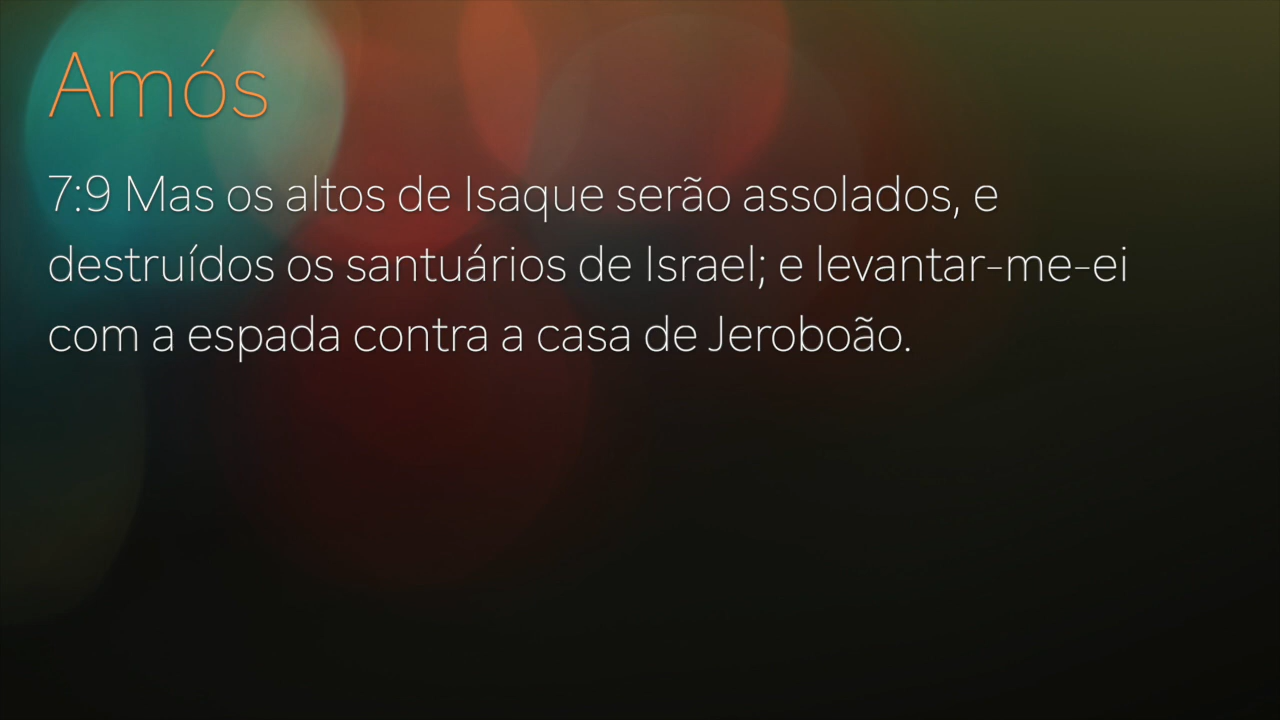 Amós
7:9 Mas os altos de Isaque serão assolados, e
destruídos os santuários de Israel; e levantar-me-ei
com a espada contra a casa de Jeroboão.